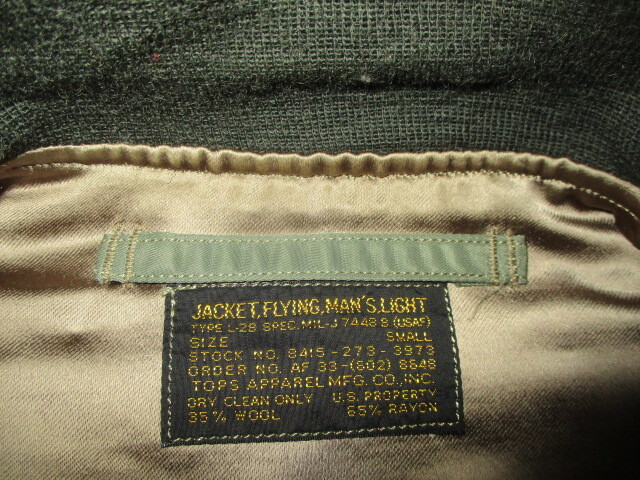 JACKET,FLYING,MAN'S,LIGHT
TYPE L-2B SPEC.MIL-J 7448 B (USAF)
SIZE SMALL
STOCK NO. 8415-273-3973
ORDER NO. AF 33-(602) 8648
TOPS APPAREL MFG. CO., INC.
DRY CLEAN ONLY U.S. PROPERTY
35% WOOL 65% RAYON